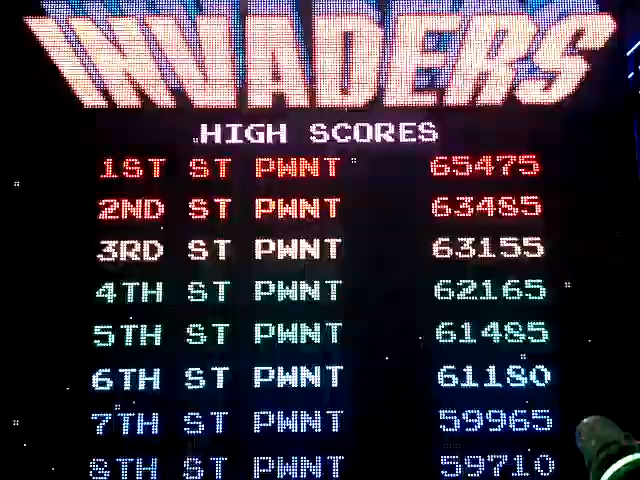 INVADERS
HIGH SCORES
1ST ST PWNT 65475
2ND ST PWNT 63485
3RD ST PWNT 63155
4TH ST PWNT 62165
5TH ST PWNT 61485
6TH ST PWNT 61180
7TH ST PWNT 59965
8TH ST PWNT 59710